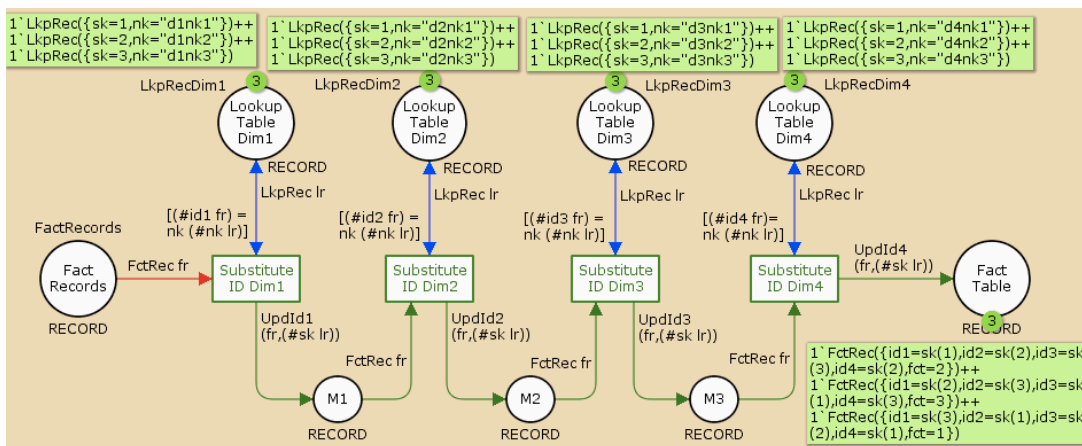 1`LkpRec({sk=1,nk="d1nk1"})++
1`LkpRec({sk=2,nk="d1nk2"})++
1`LkpRec({sk=3,nk="d1nk3"})
1`LkpRec({sk=1,nk="d2nk1"})++
1`LkpRec({sk=2,nk="d2nk2"})++
1`LkpRec({sk=3,nk="d2nk3"})
1`LkpRec({sk=1,nk="d3nk1"})++
1`LkpRec({sk=2,nk="d3nk2"})++
1`LkpRec({sk=3,nk="d3nk3"})
1`LkpRec({sk=1,nk="d4nk1"})++
1`LkpRec({sk=2,nk="d4nk2"})++
1`LkpRec({sk=3,nk="d4nk3"})
LkpRecDim1
3
LkpRecDim2
3
3
LkpRecDim3
3
LkpRecDim4
Lookup
Table
Dim1
Lookup
Table
Dim2
Lookup
Table
Dim3
Lookup
Table
Dim4
RECORD
RECORD
RECORD
RECORD
LkpRec lr
LkpRec lr
LkpRec lr
LkpRec lr
[(#id1 fr) =
nk (#nk lr)]
[(#id2 fr) =
nk (#nk lr)]
[(#id3 fr) =
nk (#nk lr)]
[(#id4 fr)=
nk (#nk lr)]
FactRecords
Fact
Records
RECORD
FctRec fr
Substitute
ID Dim1
Substitute
ID Dim2
Substitute
ID Dim3
Substitute
ID Dim4
UpdId4
(fr,(#sk lr))
Fact
Table
RECORD
3
UpdId1
(fr,(#sk lr))
UpdId2
(fr,(#sk lr))
UpdId3
(fr,(#sk lr))
FctRec fr
FctRec fr
FctRec fr
M1
M2
M3
RECORD
RECORD
RECORD
1`FctRec({id1=sk(1),id2=sk(2),id3=sk
(3),id4=sk(2),fct=2})++
1`FctRec({id1=sk(2),id2=sk(3),id3=sk
(1),id4=sk(3),fct=3})++
1`FctRec({id1=sk(3),id2=sk(1),id3=sk
(2),id4=sk(1),fct=1})